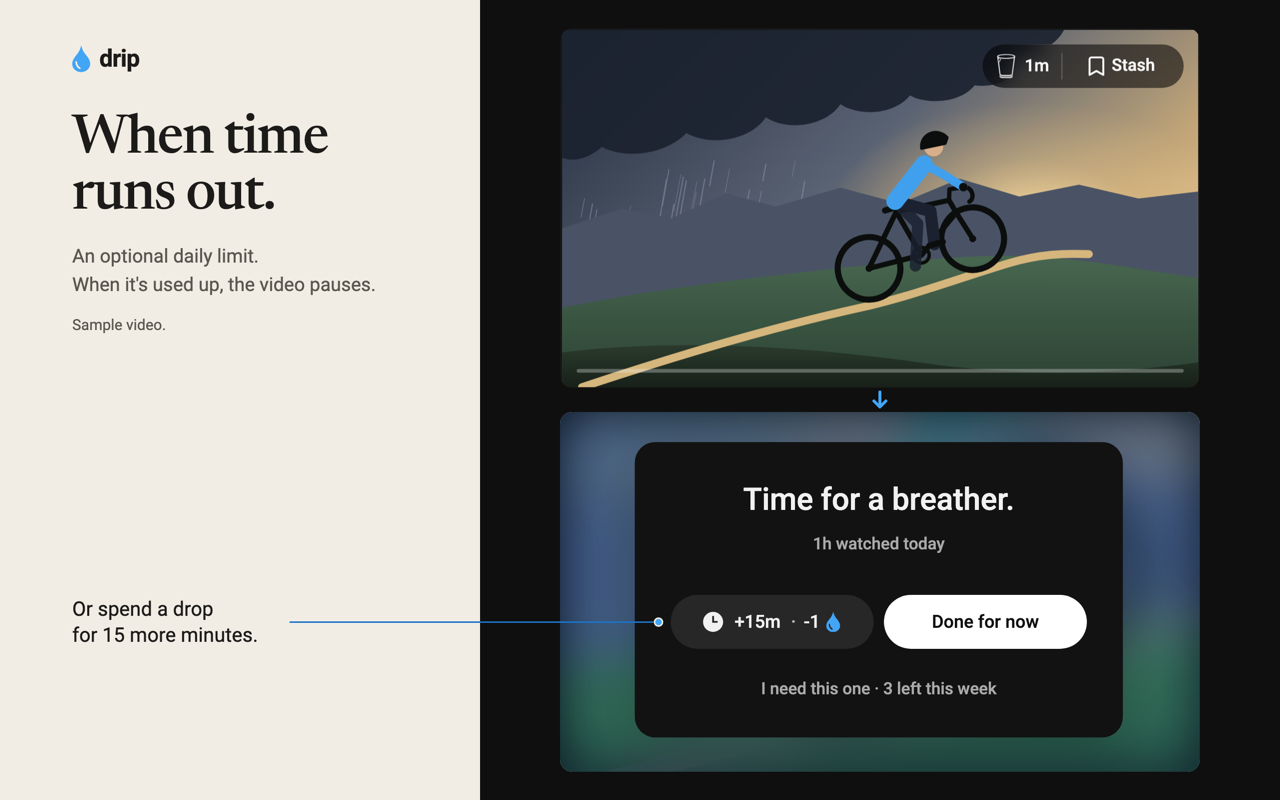 drip
When time
runs out.
An optional daily limit.
When it's used up, the video pauses.
Sample video.
1m
Stash
Time for a breather.
1h watched today
+15m · -1
Done for now
I need this one · 3 left this week
Or spend a drop
for 15 more minutes.